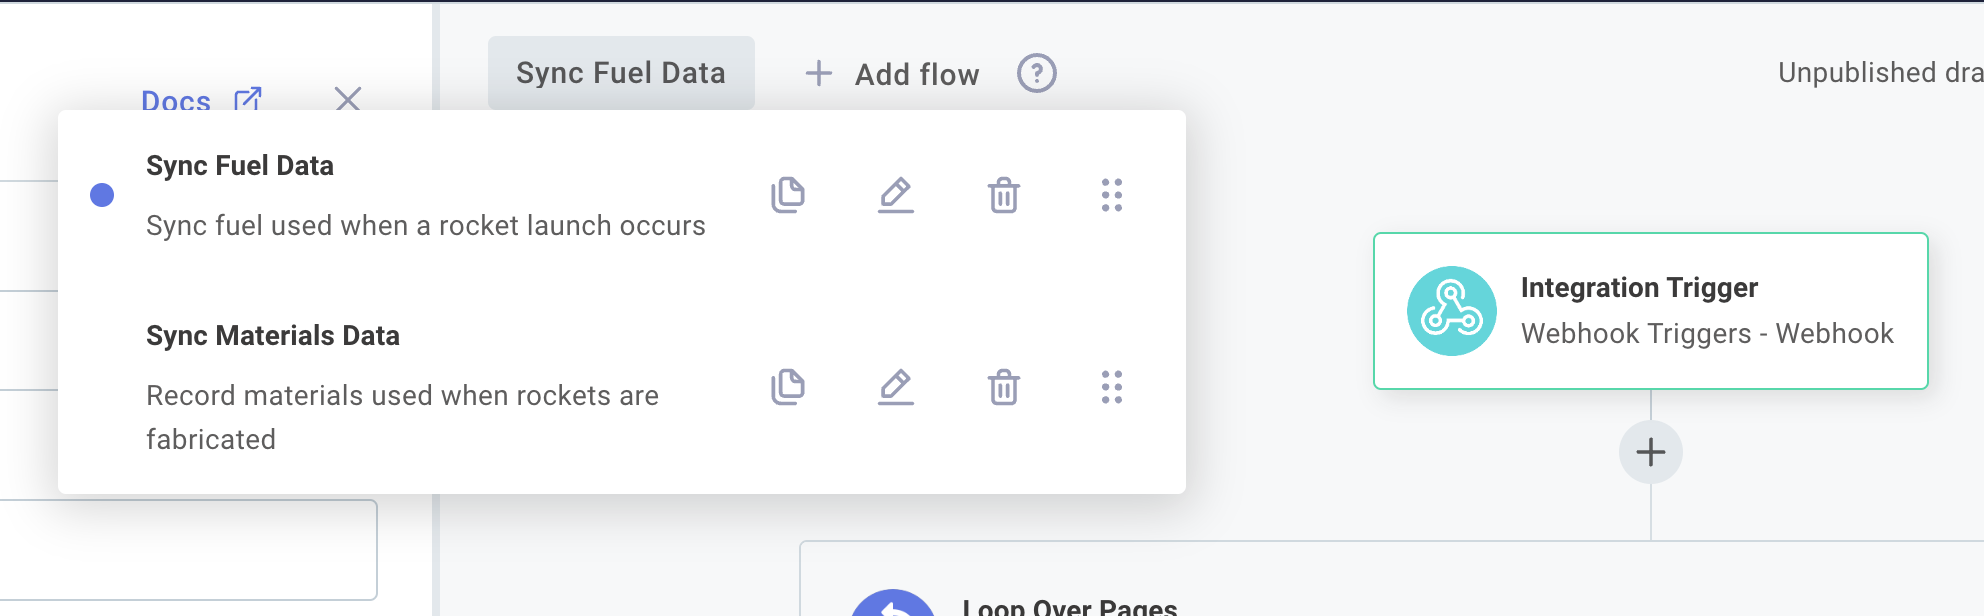 Docs
Sync Fuel Data
Add flow
Unpublished dra
Sync Fuel Data
Sync fuel used when a rocket launch occurs
Sync Materials Data
Record materials used when rockets are
fabricated
Integration Trigger
Webhook Triggers - Webhook
Loop Over Pages